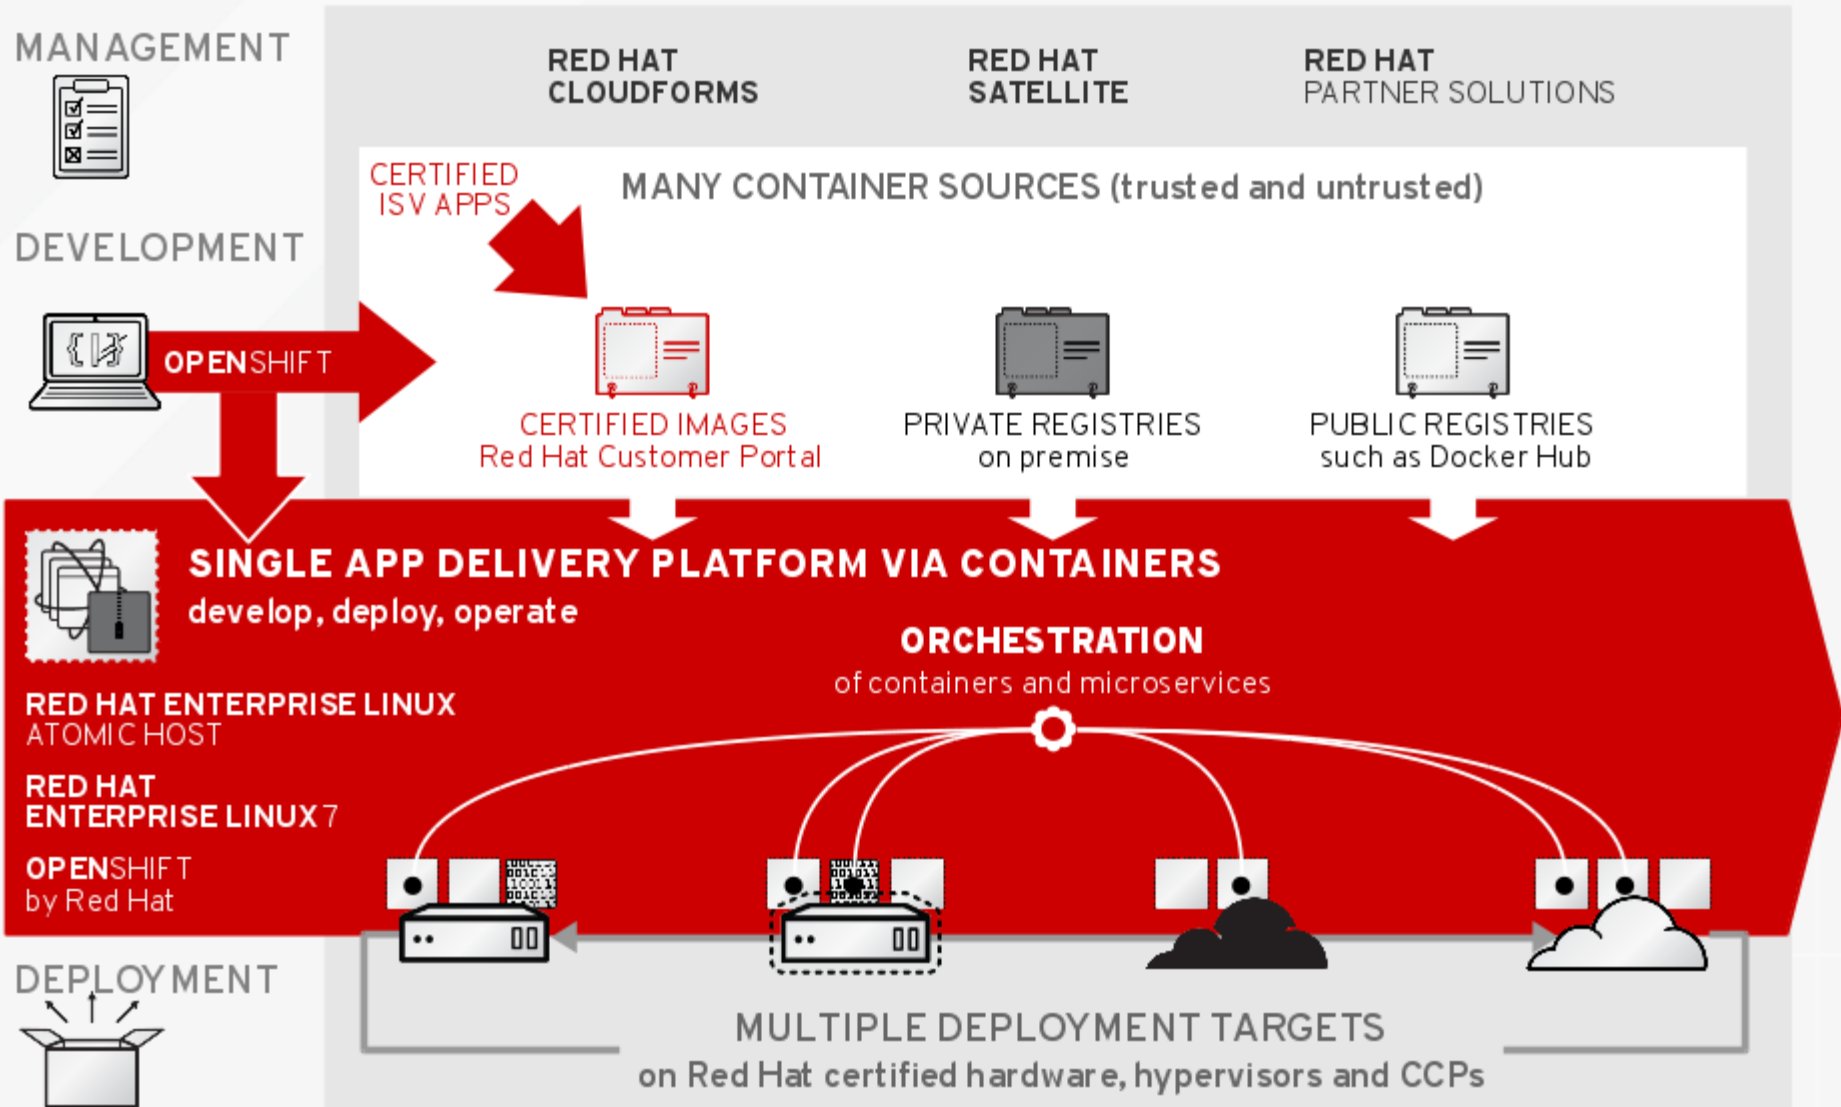 MANAGEMENT
RED HAT
CLOUDFORMS
RED HAT
SATELLITE
RED HAT
PARTNER SOLUTIONS
CERTIFIED
ISV APPS
MANY CONTAINER SOURCES (trusted and untrusted)
DEVELOPMENT
OPENSHIFT
CERTIFIED IMAGES
Red Hat Customer Portal
PRIVATE REGISTRIES
on premise
PUBLIC REGISTRIES
such as Docker Hub
SINGLE APP DELIVERY PLATFORM VIA CONTAINERS
develop, deploy, operate
ORCHESTRATION
of containers and microservices
RED HAT ENTERPRISE LINUX
ATOMIC HOST
RED HAT
ENTERPRISE LINUX 7
OPENSHIFT
by Red Hat
DEPLOYMENT
MULTIPLE DEPLOYMENT TARGETS
on Red Hat certified hardware, hypervisors and CCPs